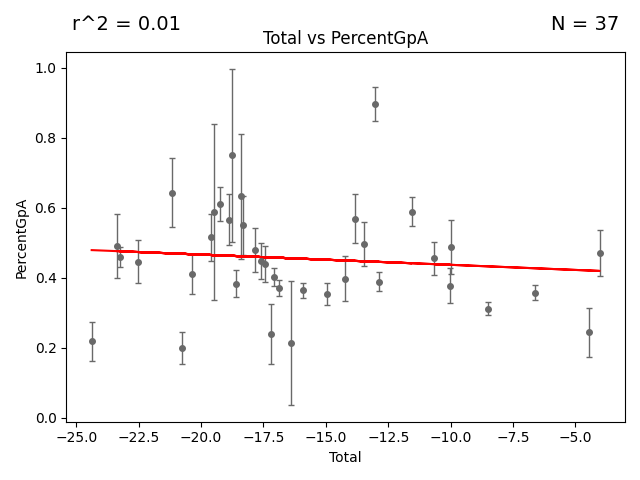 r^2 = 0.01
N = 37
Total vs PercentGpA
1.0
0.8
0.6
0.4
0.2
0.0
PercentGpA
−25.0 −22.5 −20.0 −17.5 −15.0 −12.5 −10.0 −7.5 −5.0
Total